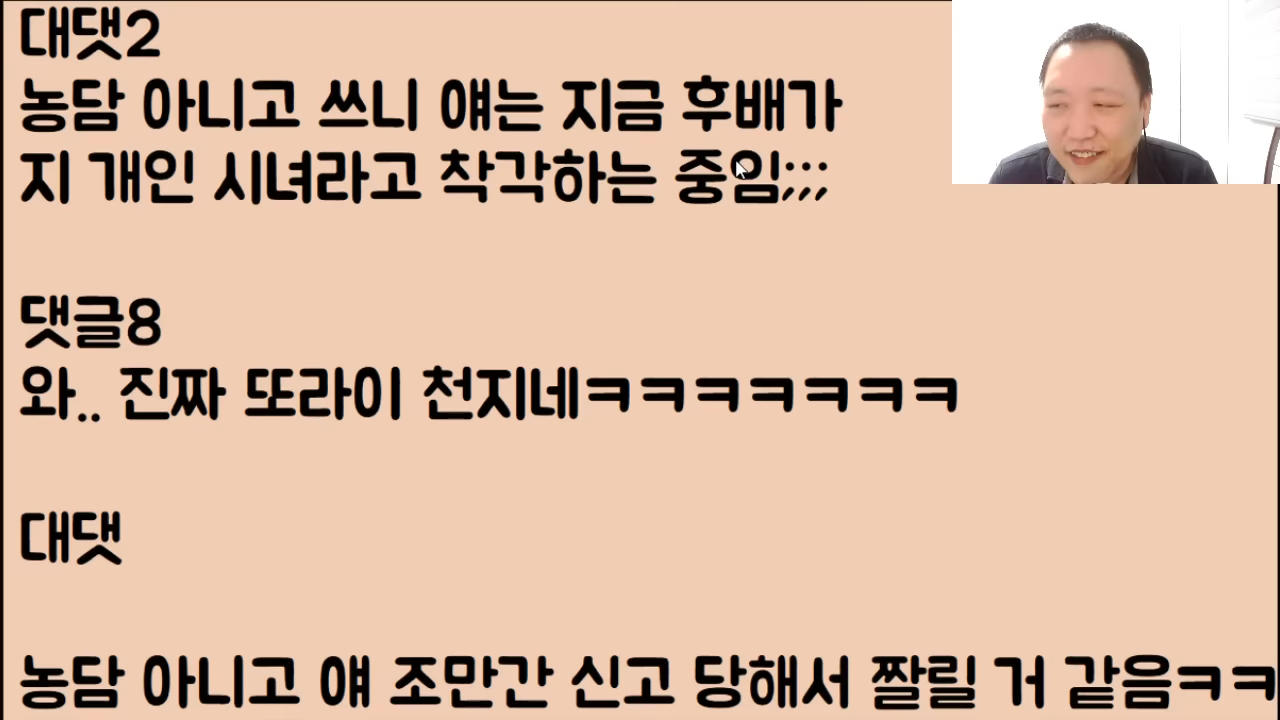 대댓2
농담 아니고 쓰니 얘는 지금 후배가
지 개인 시녀라고 착각하는 중임;;;
댓글8
와.. 진짜 또라이 천지네ㅋㅋㅋㅋㅋㅋㅋ
대댓
농담 아니고 얘 조만간 신고 당해서 짤릴 거 같음ㅋㅋ